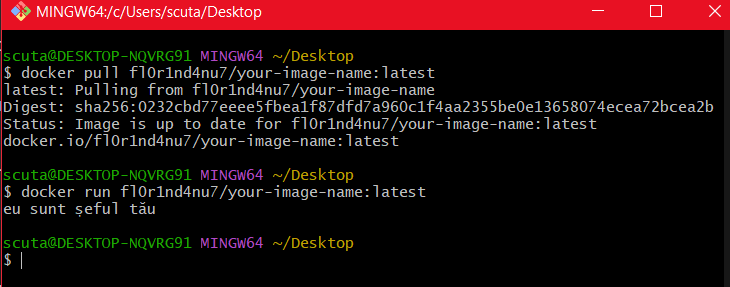 MINGW64:/c/Users/scuta/Desktop
scuta@DESKTOP-NQVRG91 MINGW64 ~/Desktop
$ docker pull fl0r1nd4nu7/your-image-name:latest
latest: Pulling from fl0r1nd4nu7/your-image-name
Digest: sha256:0232cbd77eeee5fbea1f87dfd7a960c1f4aa2355be0e13658074ecea72bcea2b
Status: Image is up to date for fl0r1nd4nu7/your-image-name:latest
docker.io/fl0r1nd4nu7/your-image-name:latest
scuta@DESKTOP-NQVRG91 MINGW64 ~/Desktop
$ docker run fl0r1nd4nu7/your-image-name:latest
eu sunt șeful tău
scuta@DESKTOP-NQVRG91 MINGW64 ~/Desktop
$